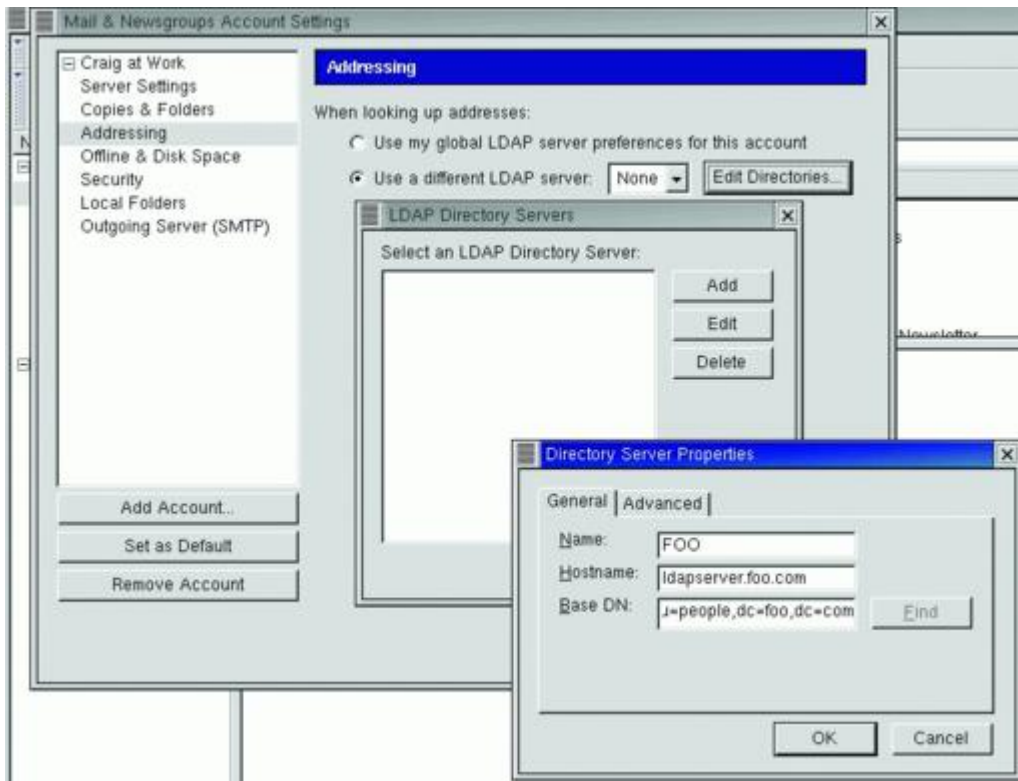 Mail & Newsgroups Account Settings
Craig at Work
Server Settings
Copies & Folders
Addressing
Offline & Disk Space
Security
Local Folders
Outgoing Server (SMTP)
Add Account...
Set as Default
Remove Account
Addressing
When looking up addresses:
Use my global LDAP server preferences for this account
Use a different LDAP server: None Edit Directories...
LDAP Directory Servers
Select an LDAP Directory Server:
Add
Edit
Delete
Newsletter
Directory Server Properties
General Advanced
Name: FOO
Hostname: ldapserver.foo.com
Base DN: =people,dc=foo,dc=com Find
OK Cancel